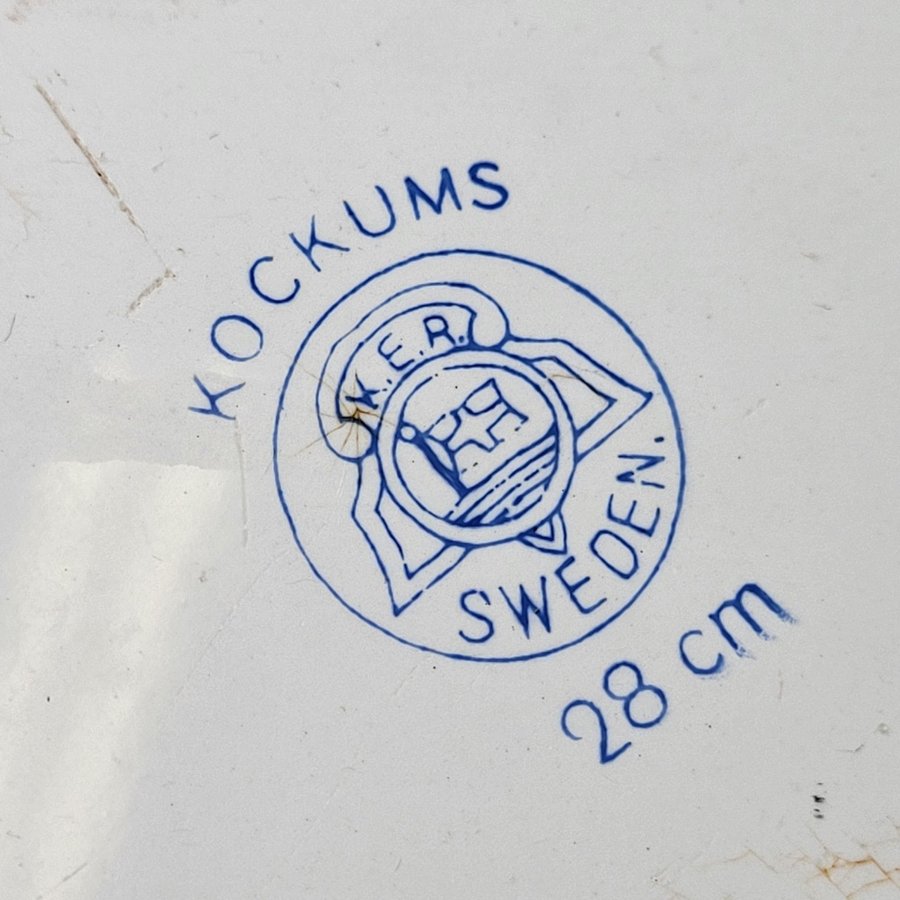 KOCKUMS
K.E.R.
SWEDEN.
28 cm